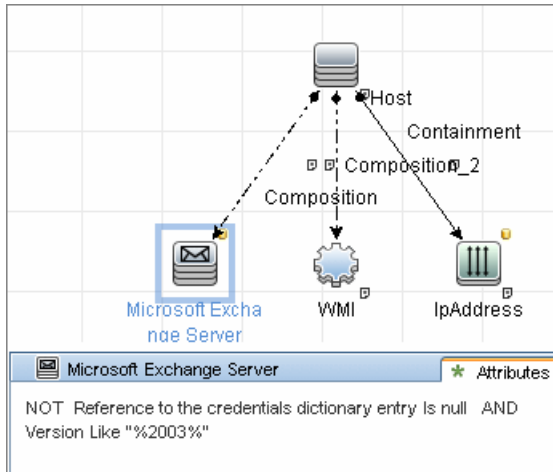 Host
Containment
Composition_2
Composition
Microsoft Excha
nge Server
WMI
IpAddress
Microsoft Exchange Server
Attributes
NOT Reference to the credentials dictionary entry Is null AND
Version Like "%2003%"